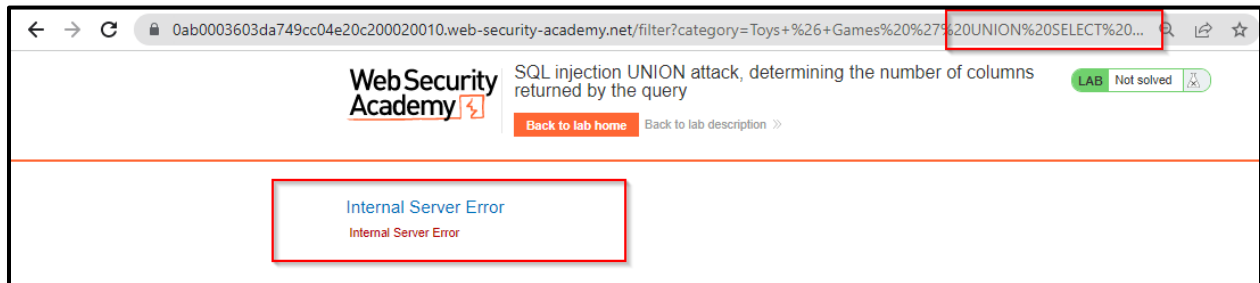 0ab0003603da749cc04e20c200020010.web-security-academy.net/filter?category=Toys+%26+Games%20%27%20UNION%20SELECT%20...
Web Security
Academy
SQL injection UNION attack, determining the number of columns
returned by the query
LAB Not solved
Back to lab home Back to lab description
Internal Server Error
Internal Server Error